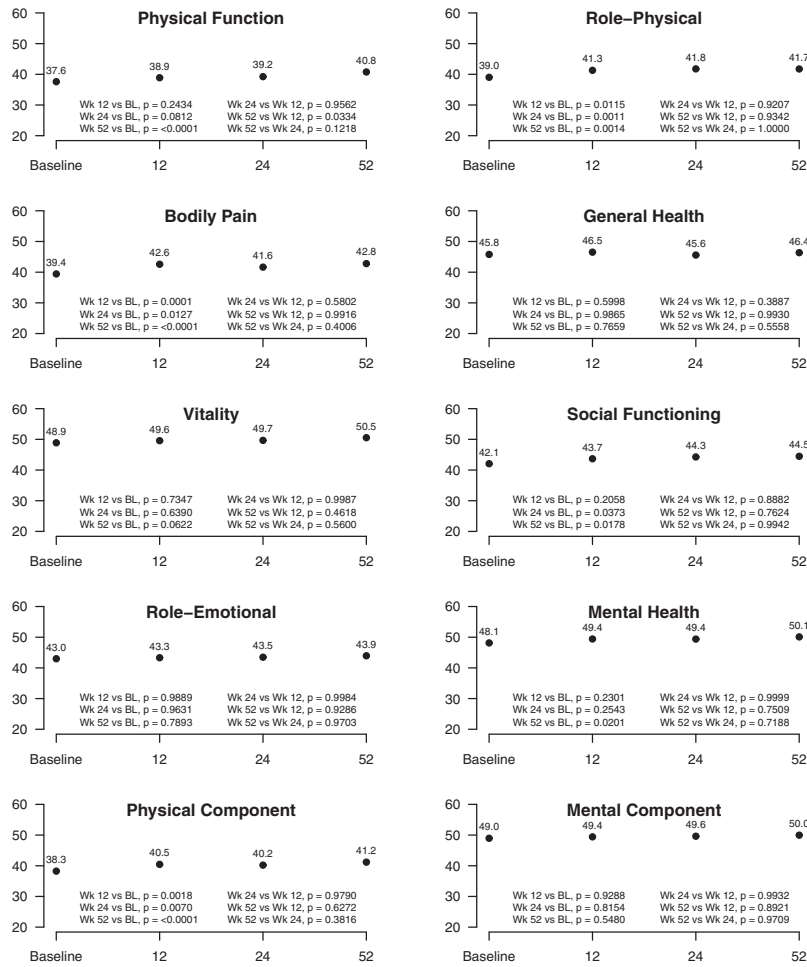 Physical Function
60
50
40
30
20
37.6
38.9
39.2
40.8
Wk 12 vs BL, p = 0.2434 Wk 24 vs Wk 12, p = 0.9562
Wk 24 vs BL, p = 0.0812 Wk 52 vs Wk 12, p = 0.0334
Wk 52 vs BL, p = <0.0001 Wk 52 vs Wk 24, p = 0.1218
Baseline 12 24 52
Role−Physical
60
50
40
30
20
39.0
41.3
41.8
41.7
Wk 12 vs BL, p = 0.0115 Wk 24 vs Wk 12, p = 0.9207
Wk 24 vs BL, p = 0.0011 Wk 52 vs Wk 12, p = 0.9342
Wk 52 vs BL, p = 0.0014 Wk 52 vs Wk 24, p = 1.0000
Baseline 12 24 52
Bodily Pain
60
50
40
30
20
39.4
42.6
41.6
42.8
Wk 12 vs BL, p = 0.0001 Wk 24 vs Wk 12, p = 0.5802
Wk 24 vs BL, p = 0.0127 Wk 52 vs Wk 12, p = 0.9916
Wk 52 vs BL, p = <0.0001 Wk 52 vs Wk 24, p = 0.4006
Baseline 12 24 52
General Health
60
50
40
30
20
45.8
46.5
45.6
46.4
Wk 12 vs BL, p = 0.5998 Wk 24 vs Wk 12, p = 0.3887
Wk 24 vs BL, p = 0.9865 Wk 52 vs Wk 12, p = 0.9930
Wk 52 vs BL, p = 0.7659 Wk 52 vs Wk 24, p = 0.5558
Baseline 12 24 52
Vitality
60
50
40
30
20
48.9
49.6
49.7
50.5
Wk 12 vs BL, p = 0.7347 Wk 24 vs Wk 12, p = 0.9987
Wk 24 vs BL, p = 0.6390 Wk 52 vs Wk 12, p = 0.4618
Wk 52 vs BL, p = 0.0622 Wk 52 vs Wk 24, p = 0.5600
Baseline 12 24 52
Social Functioning
60
50
40
30
20
42.1
43.7
44.3
44.5
Wk 12 vs BL, p = 0.2058 Wk 24 vs Wk 12, p = 0.8882
Wk 24 vs BL, p = 0.0373 Wk 52 vs Wk 12, p = 0.7624
Wk 52 vs BL, p = 0.0178 Wk 52 vs Wk 24, p = 0.9942
Baseline 12 24 52
Role−Emotional
60
50
40
30
20
43.0
43.3
43.5
43.9
Wk 12 vs BL, p = 0.9889 Wk 24 vs Wk 12, p = 0.9984
Wk 24 vs BL, p = 0.9631 Wk 52 vs Wk 12, p = 0.9286
Wk 52 vs BL, p = 0.7893 Wk 52 vs Wk 24, p = 0.9703
Baseline 12 24 52
Mental Health
60
50
40
30
20
48.1
49.4
49.4
50.1
Wk 12 vs BL, p = 0.2301 Wk 24 vs Wk 12, p = 0.9999
Wk 24 vs BL, p = 0.2543 Wk 52 vs Wk 12, p = 0.7509
Wk 52 vs BL, p = 0.0201 Wk 52 vs Wk 24, p = 0.7188
Baseline 12 24 52
Physical Component
60
50
40
30
20
38.3
40.5
40.2
41.2
Wk 12 vs BL, p = 0.0018 Wk 24 vs Wk 12, p = 0.9790
Wk 24 vs BL, p = 0.0070 Wk 52 vs Wk 12, p = 0.6272
Wk 52 vs BL, p = <0.0001 Wk 52 vs Wk 24, p = 0.3816
Baseline 12 24 52
Mental Component
60
50
40
30
20
49.0
49.4
49.6
50.0
Wk 12 vs BL, p = 0.9288 Wk 24 vs Wk 12, p = 0.9932
Wk 24 vs BL, p = 0.8154 Wk 52 vs Wk 12, p = 0.8921
Wk 52 vs BL, p = 0.5480 Wk 52 vs Wk 24, p = 0.9709
Baseline 12 24 52